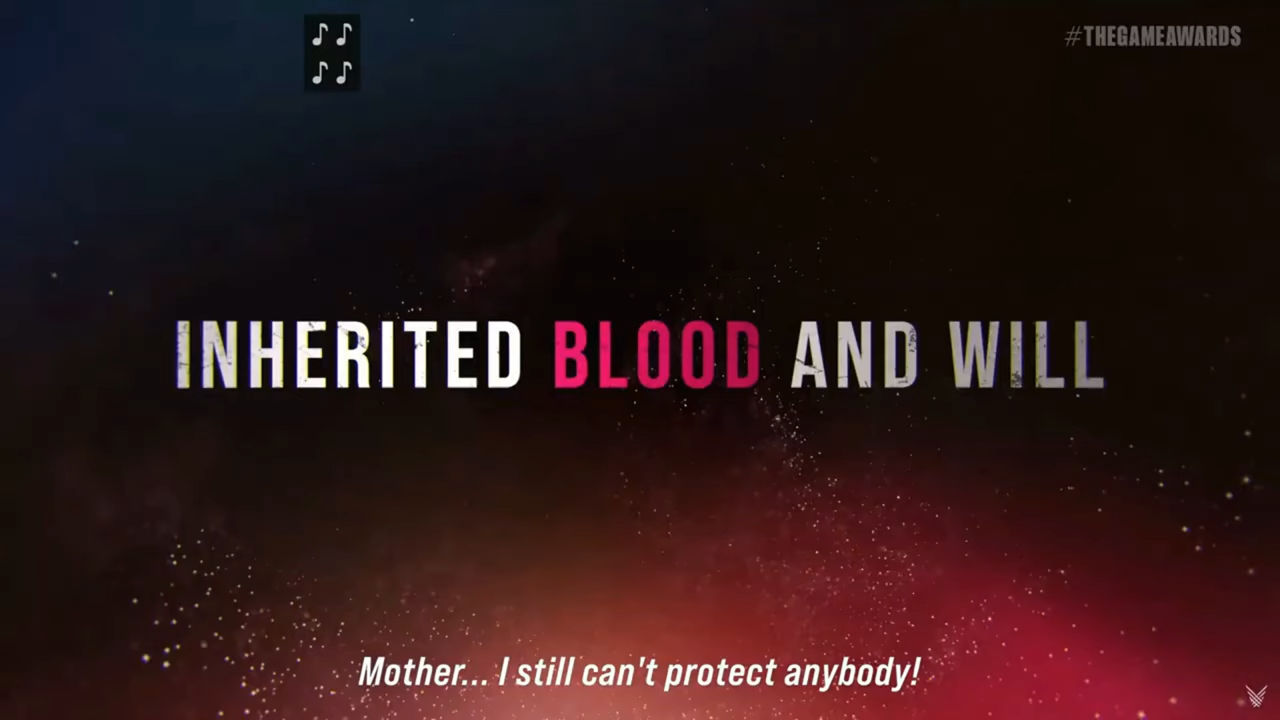 ♪ ♪
♪ ♪
#THEGAMEAWARDS
INHERITED BLOOD AND WILL
Mother... I still can't protect anybody!